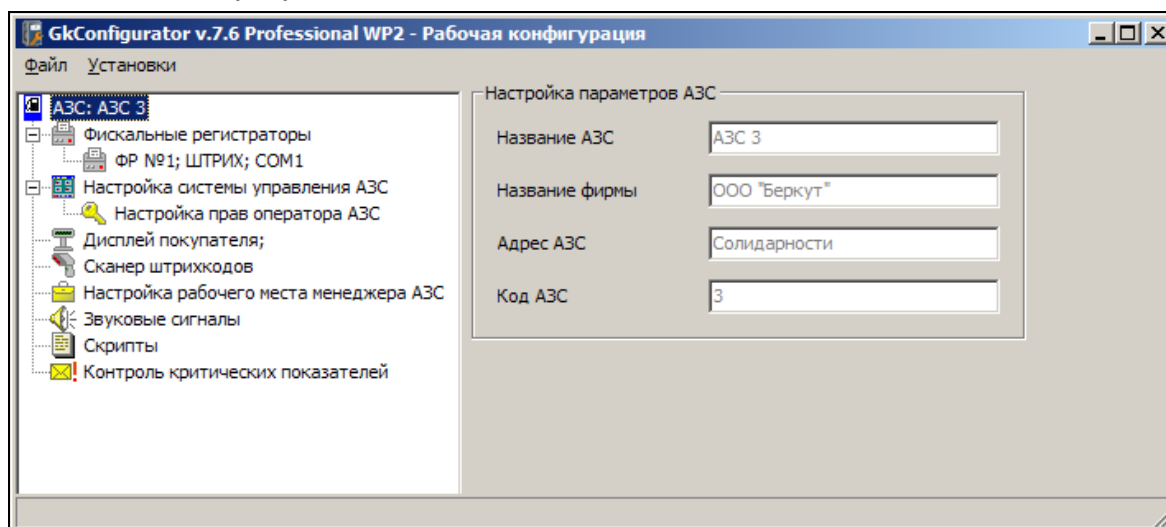 GkConfigurator v.7.6 Professional WP2 - Рабочая конфигурация
Файл Установки
АЗС: АЗС 3
Фискальные регистраторы
ФР №1; ШТРИХ; COM1
Настройка системы управления АЗС
Настройка прав оператора АЗС
Дисплей покупателя;
Сканер штрихкодов
Настройка рабочего места менеджера АЗС
Звуковые сигналы
Скрипты
Контроль критических показателей
Настройка параметров АЗС
Название АЗС АЗС 3
Название фирмы ООО "Беркут"
Адрес АЗС Солидарности
Код АЗС 3